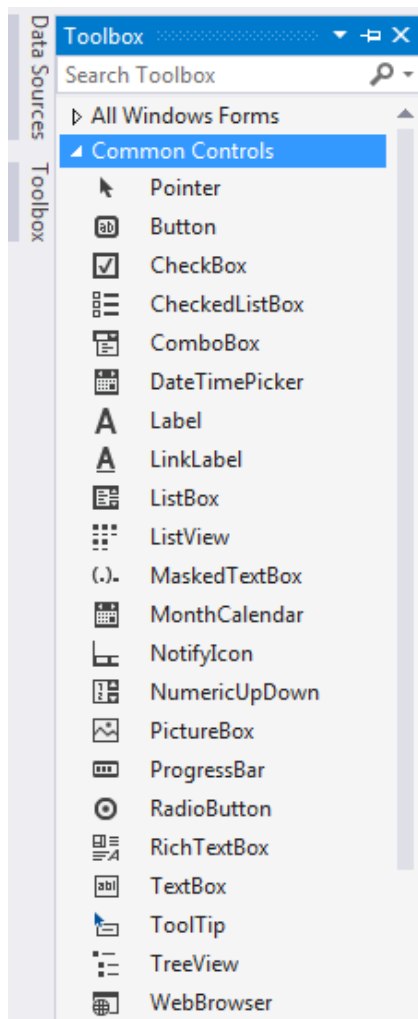 Data Sources
Toolbox
Toolbox
Search Toolbox
All Windows Forms
Common Controls
Pointer
Button
CheckBox
CheckedListBox
ComboBox
DateTimePicker
Label
LinkLabel
ListBox
ListView
MaskedTextBox
MonthCalendar
NotifyIcon
NumericUpDown
PictureBox
ProgressBar
RadioButton
RichTextBox
TextBox
ToolTip
TreeView
WebBrowser